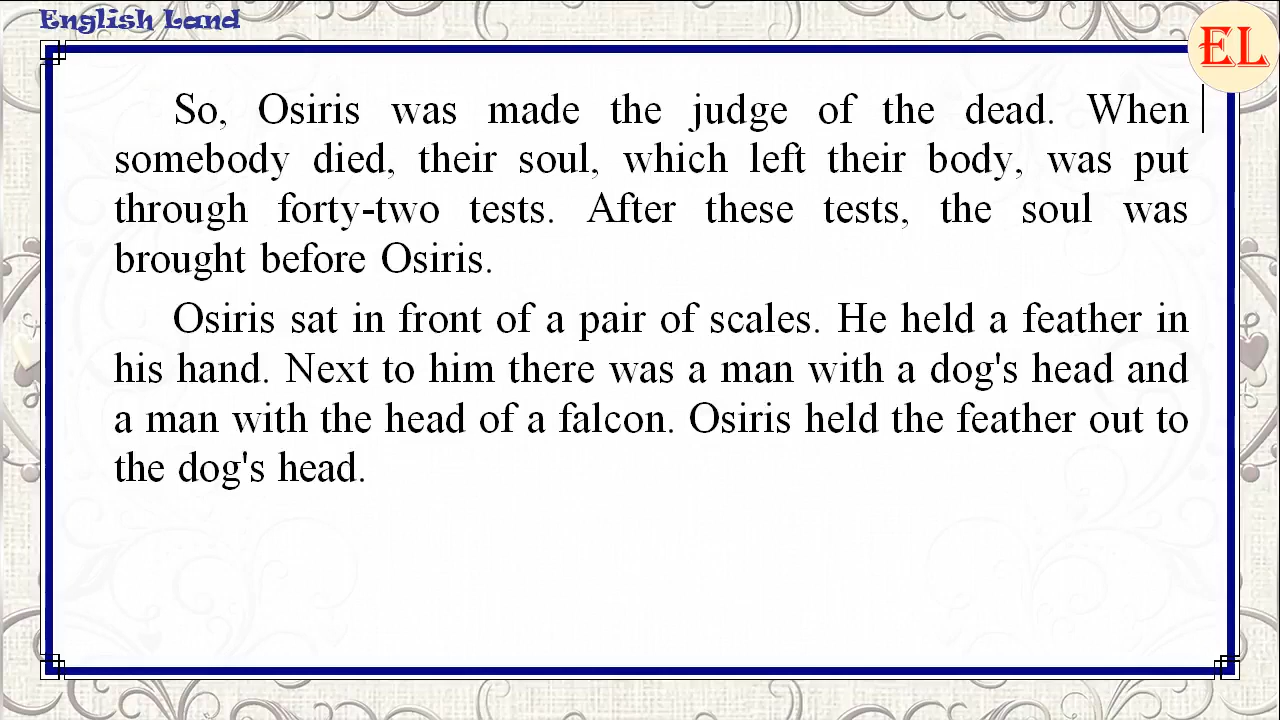 English Land
EL
So, Osiris was made the judge of the dead. When
somebody died, their soul, which left their body, was put
through forty-two tests. After these tests, the soul was
brought before Osiris.
Osiris sat in front of a pair of scales. He held a feather in
his hand. Next to him there was a man with a dog's head and
a man with the head of a falcon. Osiris held the feather out to
the dog's head.